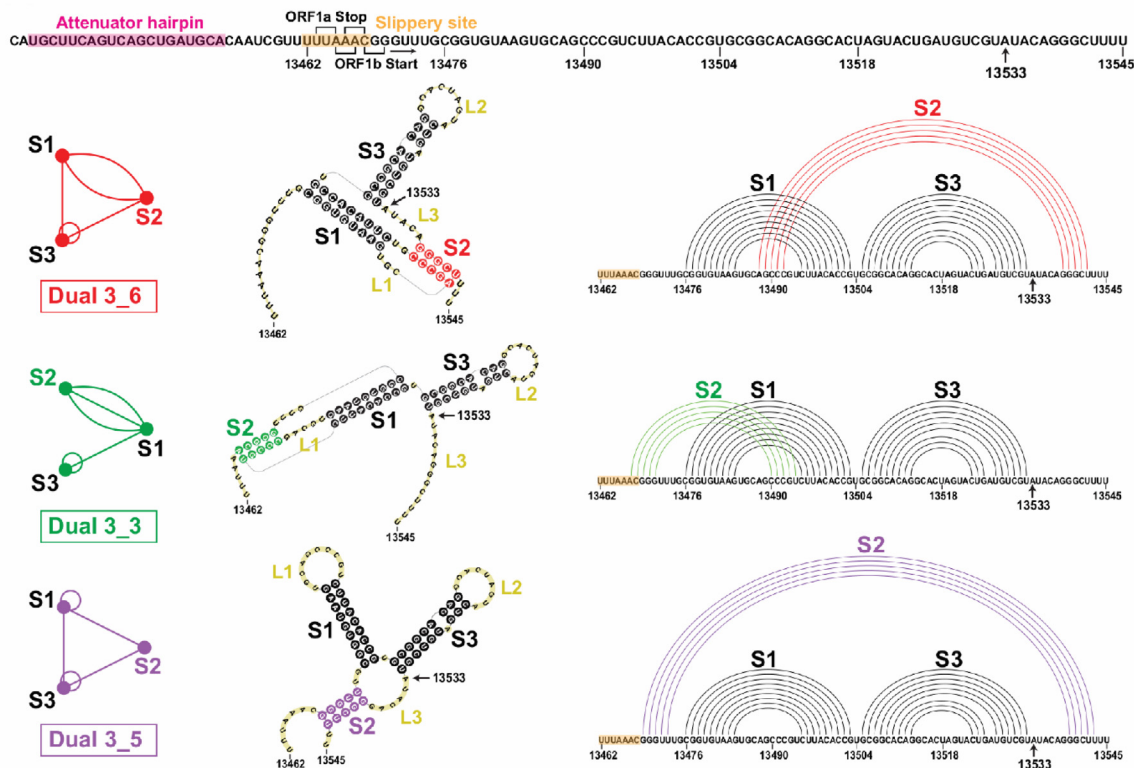 ORF1a Stop
Attenuator hairpin
Slippery site
CAUGCUUCAGUCAGCUGAUGCACAAUCGUUUUUAAACGGGUUUGCGGUGUAAGUGCAGCCCGUCUUACACCGUGCGGCACAGGCACUAGUACUGAUGUCGUAUACAGGGCUUUU
13462
ORF1b Start
13476
13490
13504
13518
13533
13545
S1
S2
S3
Dual 3_6
L2
S3
13533
L3
S1
S2
L1
13462
13545
S2
S1
S3
UUUAAACGGGUUUGCGGUGUAAGUGCAGCCCGUCUUACACCGUGCGGCACAGGCACUAGUACUGAUGUCGUAUACAGGGCUUUU
13462 13476 13490 13504 13518 13533 13545
S2
S1
S3
Dual 3_3
S3
L2
13533
S1
S2
L1
L3
13462
13545
S2
S1
S3
UUUAAACGGGUUUGCGGUGUAAGUGCAGCCCGUCUUACACCGUGCGGCACAGGCACUAGUACUGAUGUCGUAUACAGGGCUUUU
13462 13476 13490 13504 13518 13533 13545
S1
S2
S3
Dual 3_5
L1
L2
S1
S3
13533
L3
S2
13462
13545
S2
S1
S3
UUUAAACGGGUUUGCGGUGUAAGUGCAGCCCGUCUUACACCGUGCGGCACAGGCACUAGUACUGAUGUCGUAUACAGGGCUUUU
13462 13476 13490 13504 13518 13533 13545